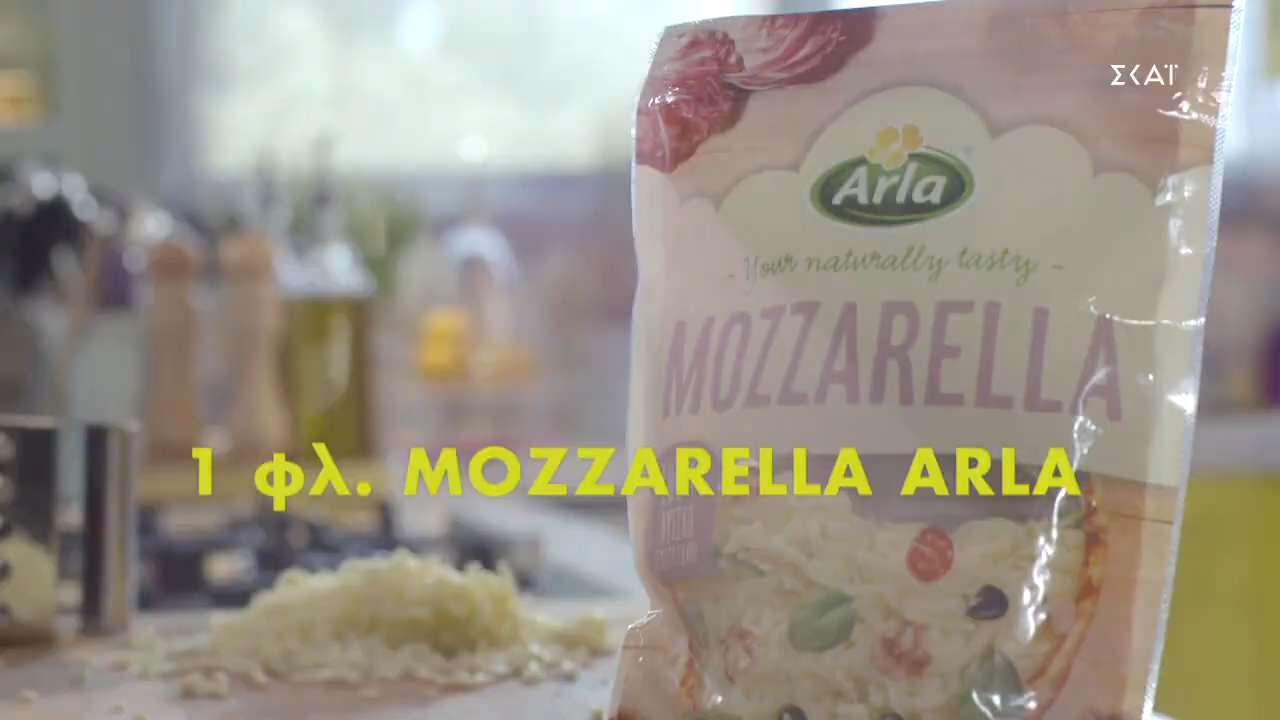 ΣΚΑΪ
Arla
Your naturally tasty
MOZZARELLA
1 φλ. MOZZARELLA ARLA